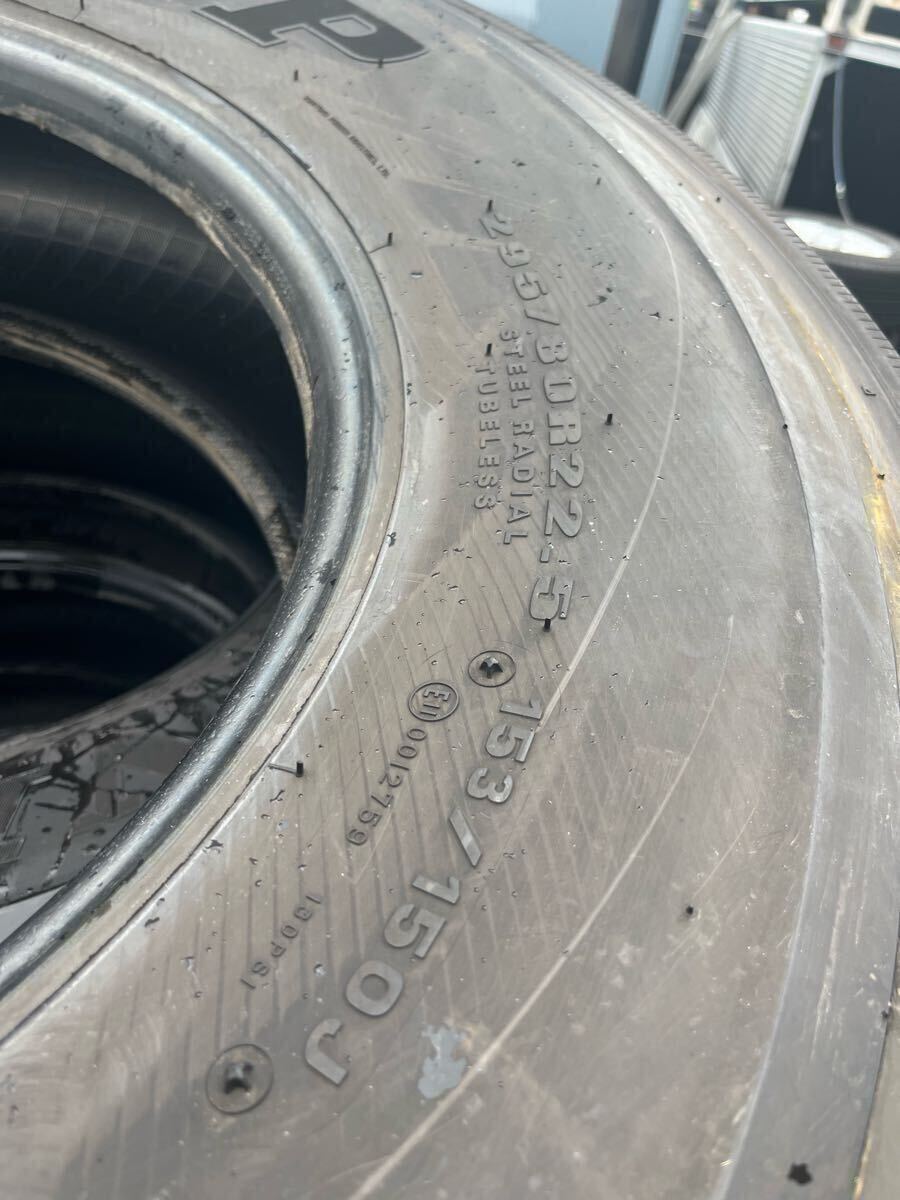 P
295/80R22.5
STEEL RADIAL
TUBELESS
153/150J
E11 0012759
130PSI